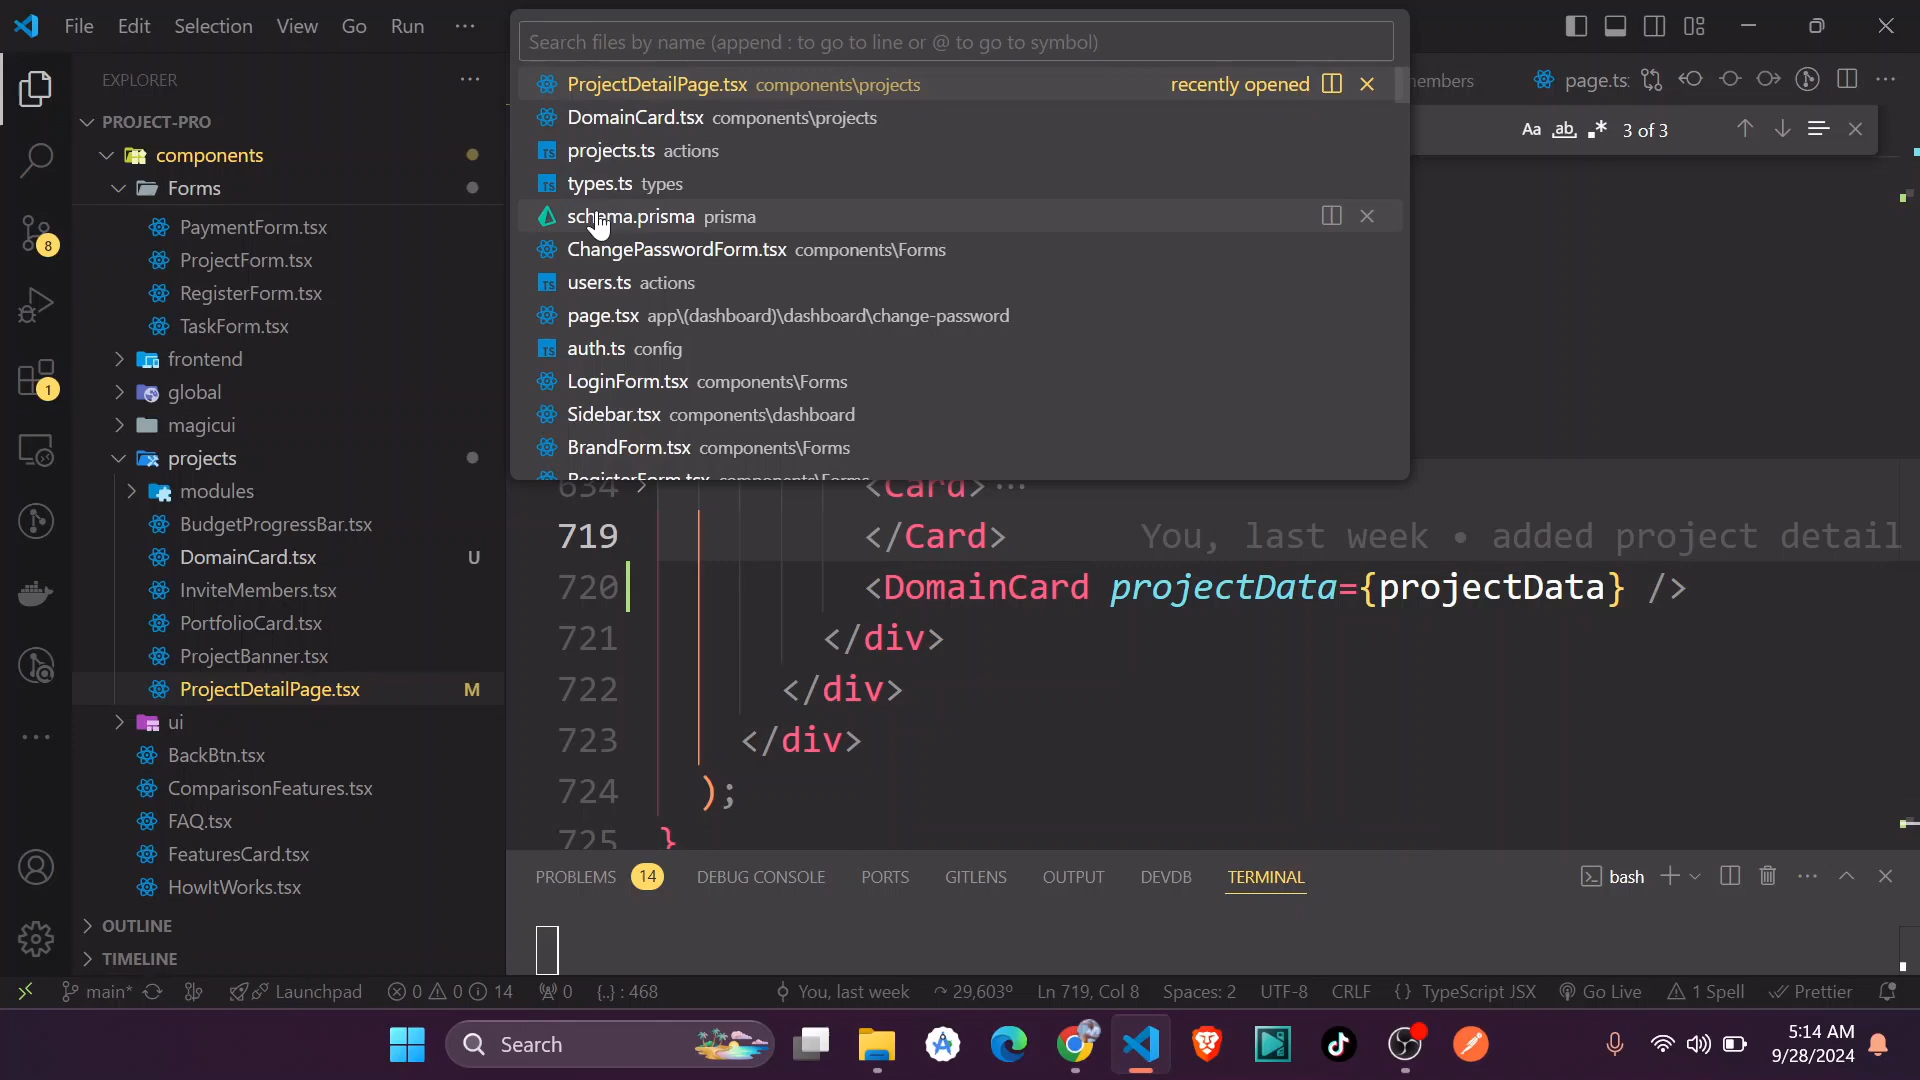 File Edit Selection View Go Run ···
Search files by name (append : to go to line or @ to go to symbol)
EXPLORER
PROJECT-PRO
components
Forms
PaymentForm.tsx
ProjectForm.tsx
RegisterForm.tsx
TaskForm.tsx
frontend
global
magicui
projects
modules
BudgetProgressBar.tsx
DomainCard.tsx U
InviteMembers.tsx
PortfolioCard.tsx
ProjectBanner.tsx
ProjectDetailPage.tsx M
ui
BackBtn.tsx
ComparisonFeatures.tsx
FAQ.tsx
FeaturesCard.tsx
HowItWorks.tsx
OUTLINE
TIMELINE
8
1
ProjectDetailPage.tsx components\projects recently opened
DomainCard.tsx components\projects
projects.ts actions
types.ts types
schema.prisma prisma
ChangePasswordForm.tsx components\Forms
users.ts actions
page.tsx app\(dashboard)\dashboard\change-password
auth.ts config
LoginForm.tsx components\Forms
Sidebar.tsx components\dashboard
BrandForm.tsx components\Forms
RegisterForm.tsx components\Forms
embers page.ts
Aa ab .* 3 of 3
634 <Card>···
719 </Card> You, last week • added project detail
720 <DomainCard projectData={projectData} />
721 </div>
722 </div>
723 </div>
724 );
725 }
PROBLEMS 14 DEBUG CONSOLE PORTS GITLENS OUTPUT DEVDB TERMINAL bash
main* Launchpad 0 0 14 0 {..} : 468 You, last week 29,603° Ln 719, Col 8 Spaces: 2 UTF-8 CRLF {} TypeScript JSX Go Live 1 Spell Prettier
Search
5:14 AM
9/28/2024